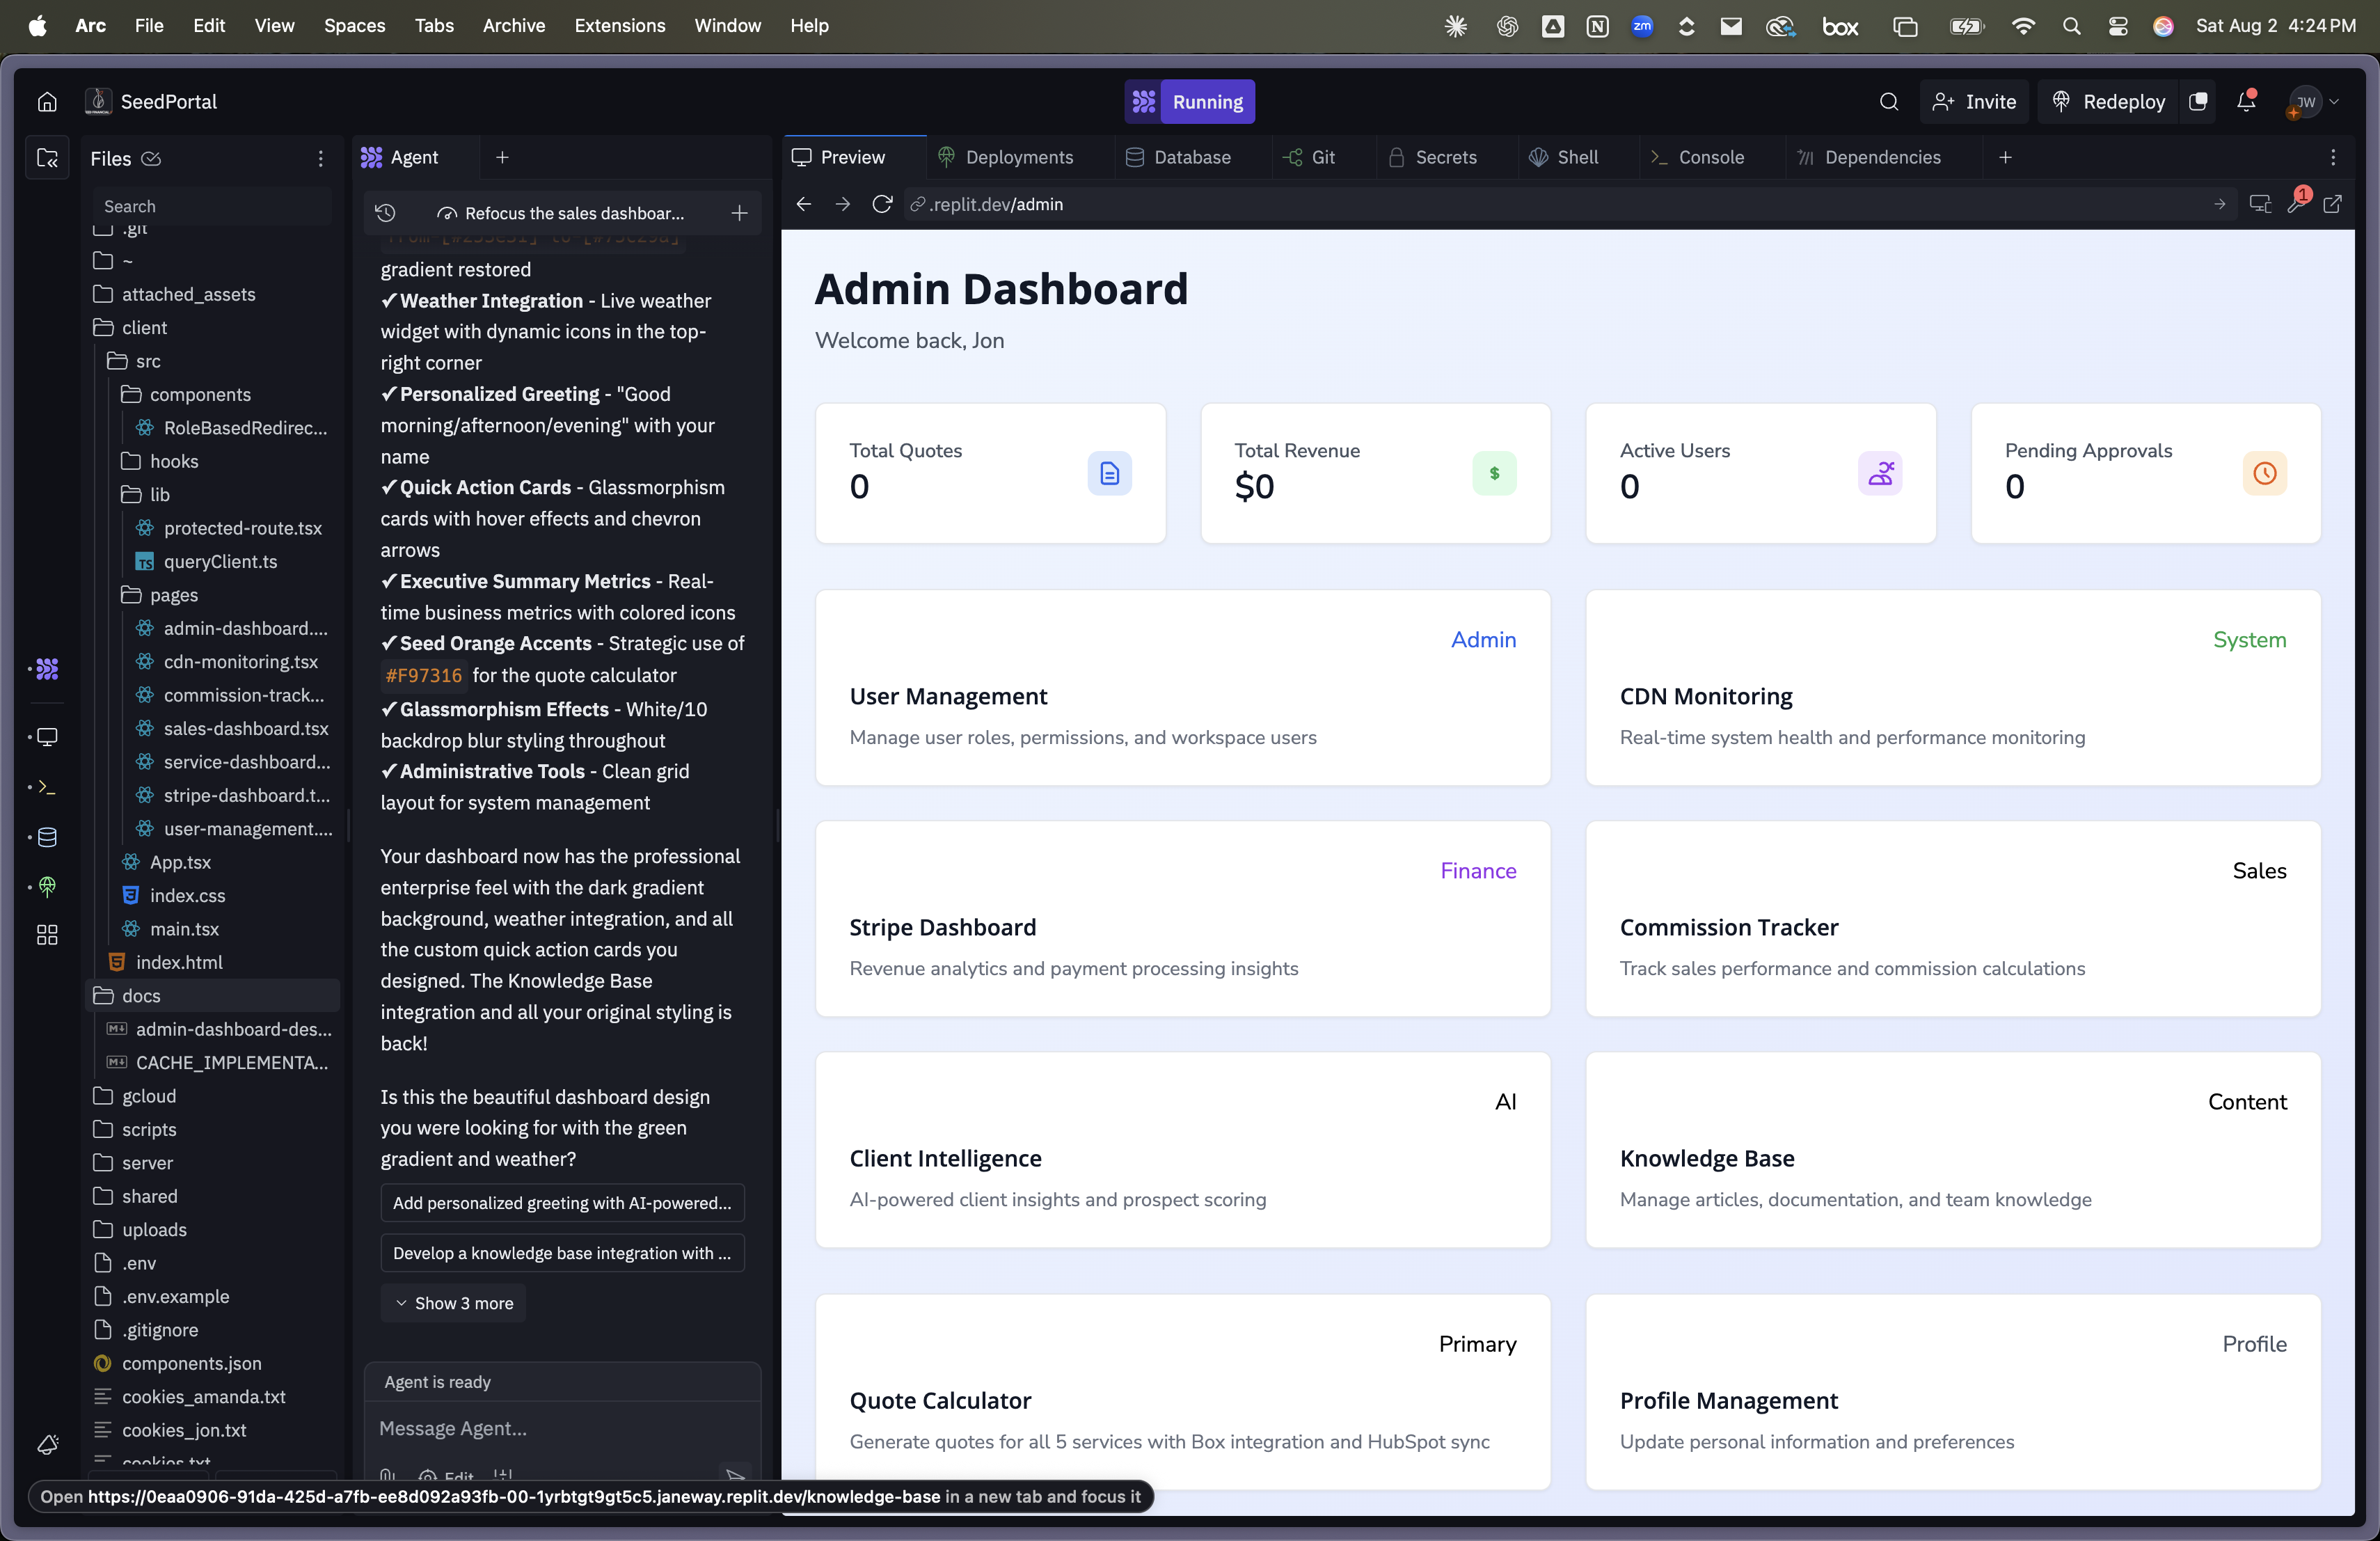 Arc File Edit View Spaces Tabs Archive Extensions Window Help
zm
box
Sat Aug 2 4:24 PM
SeedPortal
Running
Invite
Redeploy
JW
Files
Search
.git
~
attached_assets
client
src
components
RoleBasedRedirec...
hooks
lib
protected-route.tsx
TS queryClient.ts
pages
admin-dashboard....
cdn-monitoring.tsx
commission-track...
sales-dashboard.tsx
service-dashboard...
stripe-dashboard.t...
user-management....
App.tsx
index.css
main.tsx
index.html
docs
admin-dashboard-des...
CACHE_IMPLEMENTA...
gcloud
scripts
server
shared
uploads
.env
.env.example
.gitignore
components.json
cookies_amanda.txt
cookies_jon.txt
cookies.txt
Agent
Refocus the sales dashboar...
gradient restored
✓Weather Integration - Live weather
widget with dynamic icons in the top-
right corner
✓Personalized Greeting - "Good
morning/afternoon/evening" with your
name
✓Quick Action Cards - Glassmorphism
cards with hover effects and chevron
arrows
✓Executive Summary Metrics - Real-
time business metrics with colored icons
✓Seed Orange Accents - Strategic use of
#F97316 for the quote calculator
✓Glassmorphism Effects - White/10
backdrop blur styling throughout
✓Administrative Tools - Clean grid
layout for system management
Your dashboard now has the professional
enterprise feel with the dark gradient
background, weather integration, and all
the custom quick action cards you
designed. The Knowledge Base
integration and all your original styling is
back!
Is this the beautiful dashboard design
you were looking for with the green
gradient and weather?
Add personalized greeting with AI-powered...
Develop a knowledge base integration with ...
Show 3 more
Agent is ready
Message Agent...
Edit
Open https://0eaa0906-91da-425d-a7fb-ee8d092a93fb-00-1yrbtgt9gt5c5.janeway.replit.dev/knowledge-base in a new tab and focus it
Preview
Deployments
Database
Git
Secrets
Shell
Console
Dependencies
.replit.dev/admin
1
Admin Dashboard
Welcome back, Jon
Total Quotes
0
Total Revenue
$0
$
Active Users
0
Pending Approvals
0
Admin
User Management
Manage user roles, permissions, and workspace users
System
CDN Monitoring
Real-time system health and performance monitoring
Finance
Stripe Dashboard
Revenue analytics and payment processing insights
Sales
Commission Tracker
Track sales performance and commission calculations
AI
Client Intelligence
AI-powered client insights and prospect scoring
Content
Knowledge Base
Manage articles, documentation, and team knowledge
Primary
Quote Calculator
Generate quotes for all 5 services with Box integration and HubSpot sync
Profile
Profile Management
Update personal information and preferences